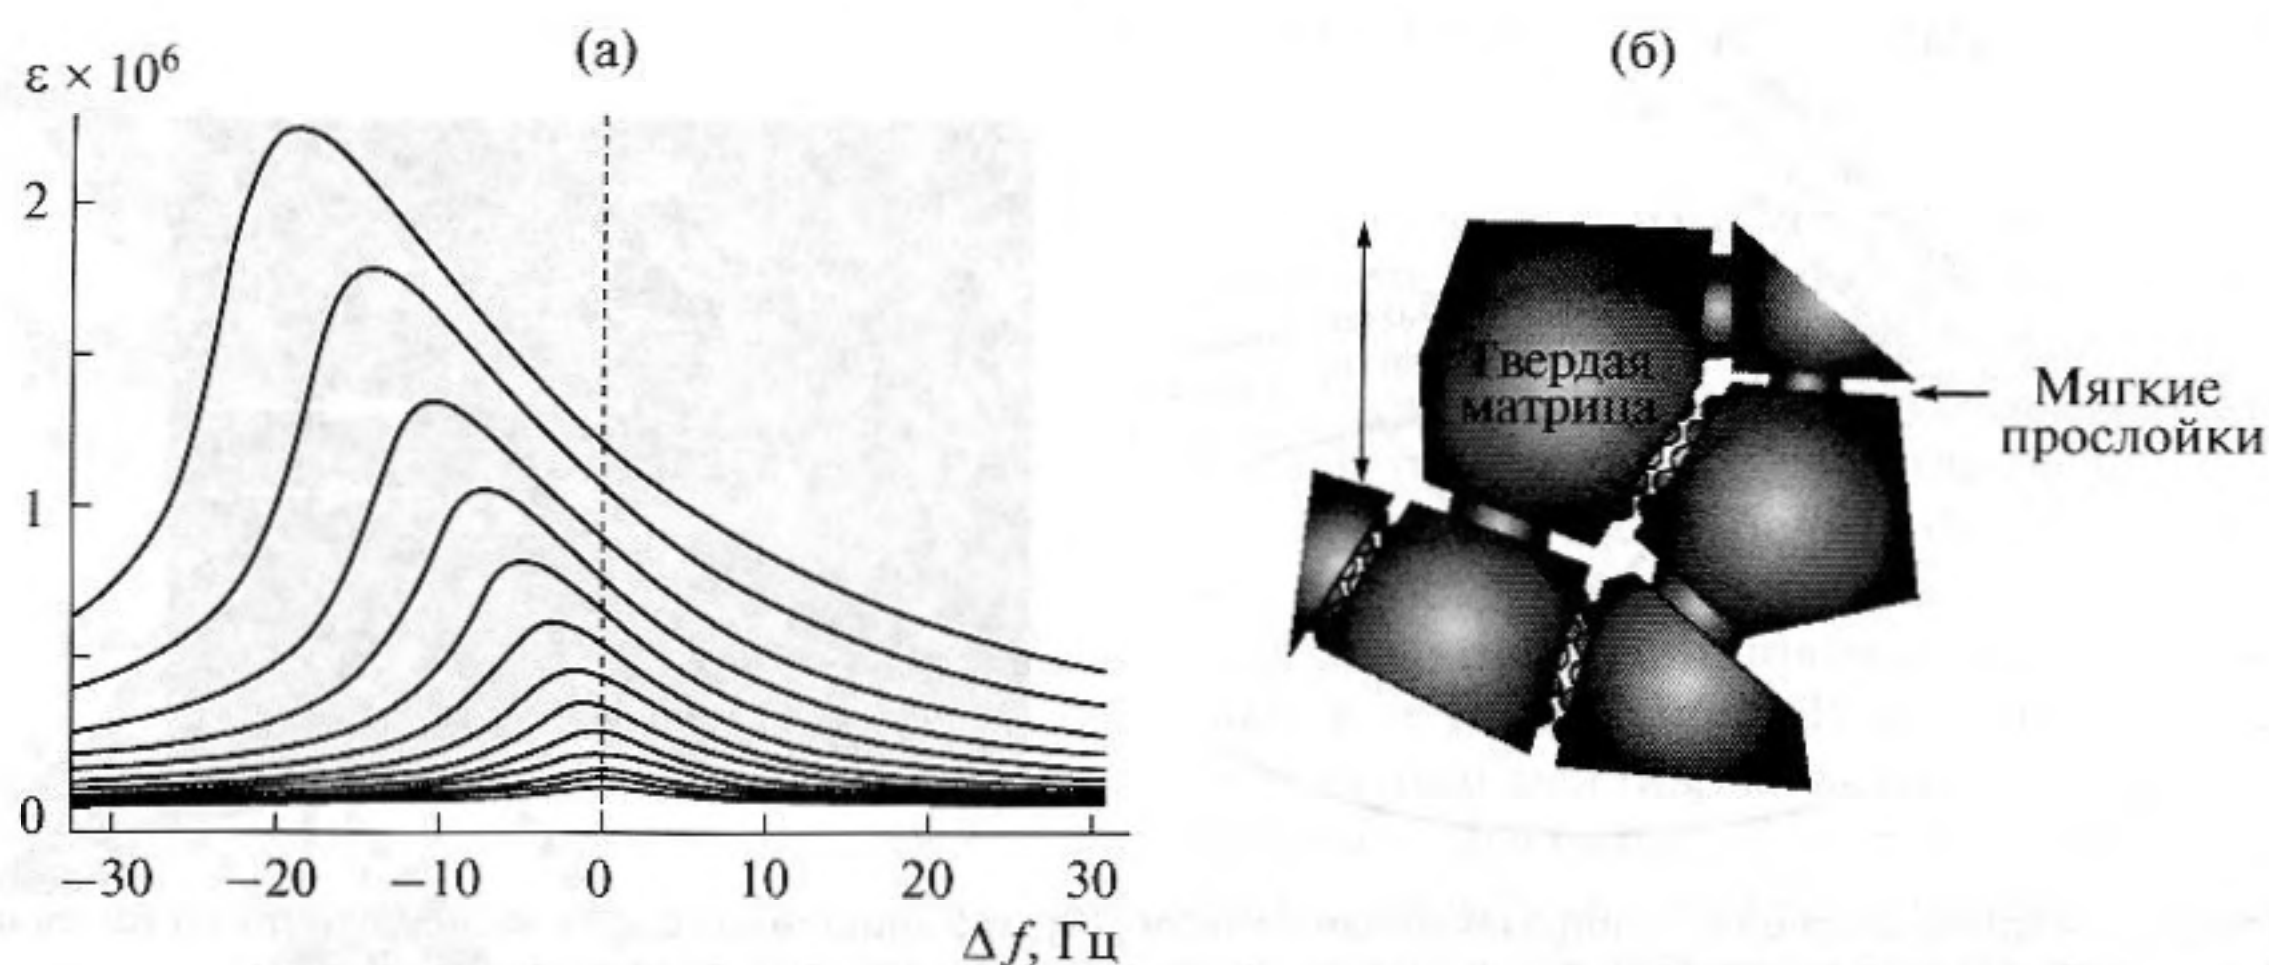 (а)
(б)
ε × 10⁶
2
1
0
−30 −20 −10 0 10 20 30
Δf, Гц
Твердая
матрица
Мягкие
прослойки